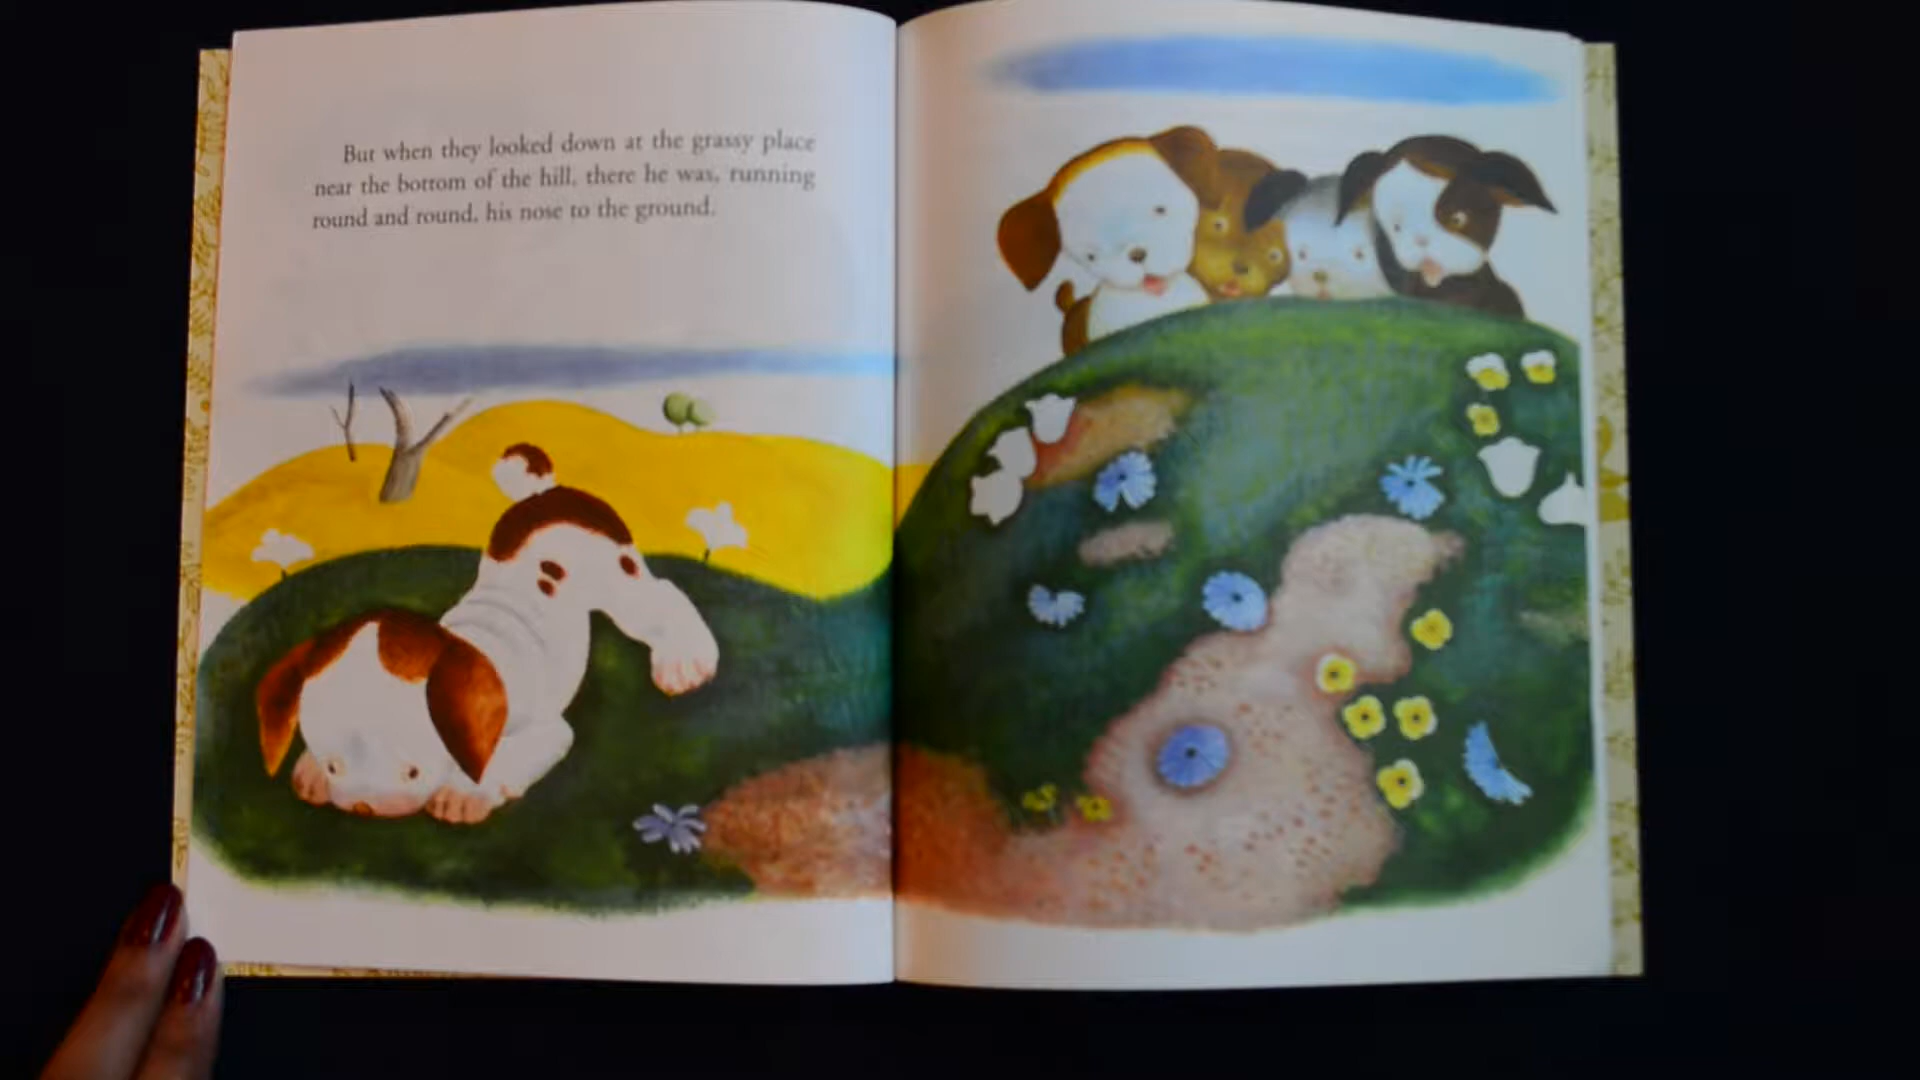 But when they looked down at the grassy place
near the bottom of the hill, there he was, running
round and round, his nose to the ground.